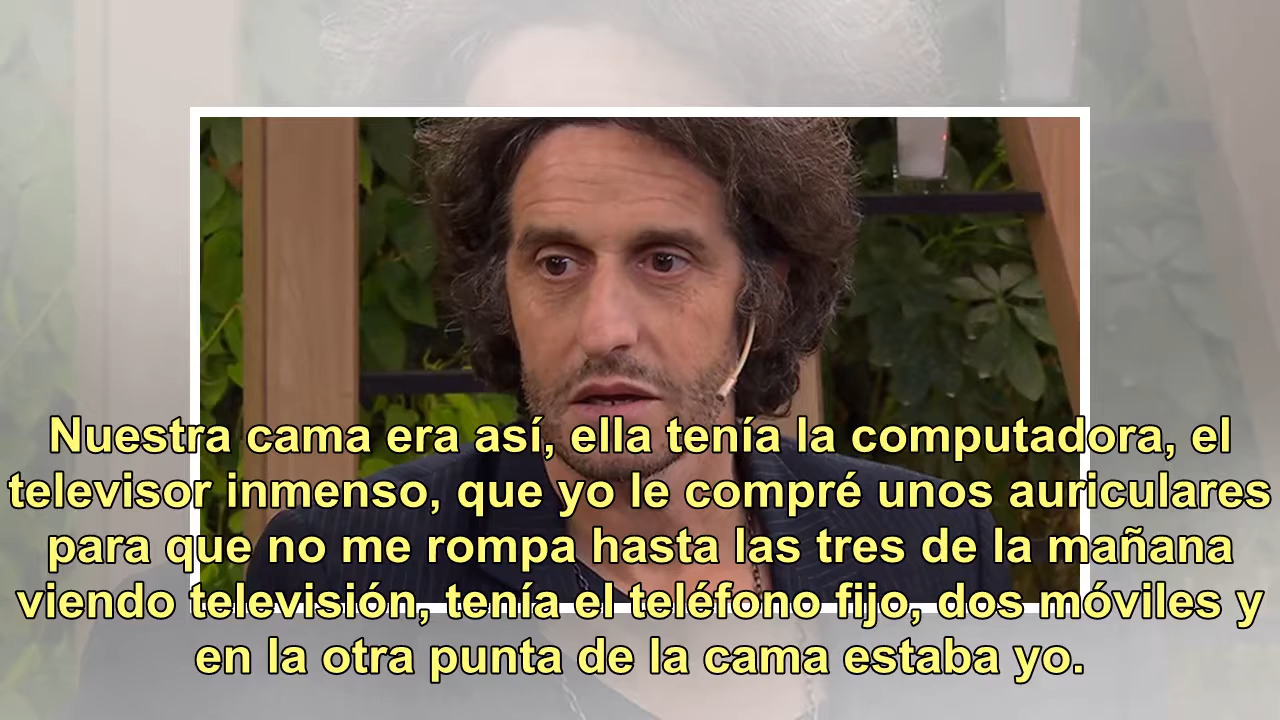 Nuestra cama era así, ella tenía la computadora, el
televisor inmenso, que yo le compré unos auriculares
para que no me rompa hasta las tres de la mañana
viendo televisión, tenía el teléfono fijo, dos móviles y
en la otra punta de la cama estaba yo.